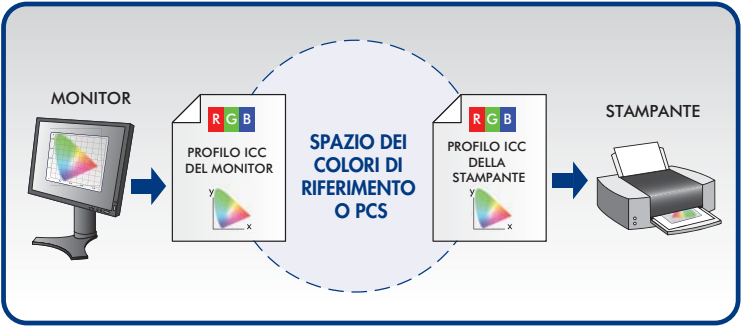 MONITOR
RGB
PROFILO ICC
DEL MONITOR
y
x
SPAZIO DEI
COLORI DI
RIFERIMENTO
O PCS
RGB
PROFILO ICC
DELLA
STAMPANTE
y
x
STAMPANTE